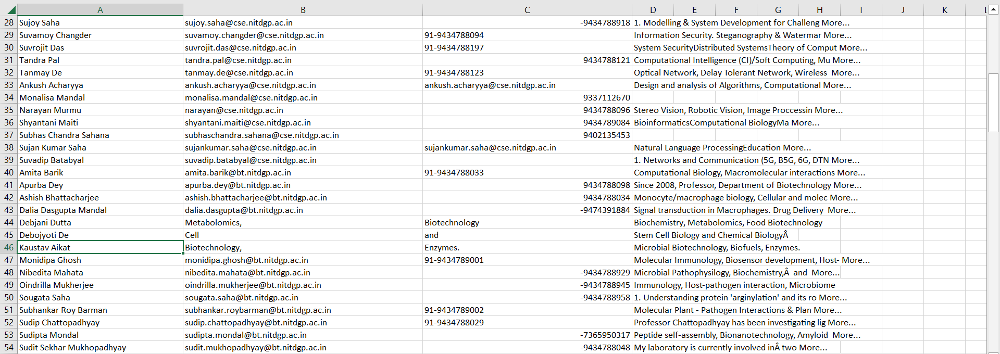 A B C D E F G H I J K L
28 Sujoy Saha sujoy.saha@cse.nitdgp.ac.in -9434788918 1. Modelling & System Development for Challeng More...
29 Suvamoy Changder suvamoy.changder@cse.nitdgp.ac.in 91-9434788094 Information Security. Steganography & Watermar More...
30 Suvrojit Das suvrojit.das@cse.nitdgp.ac.in 91-9434788197 System SecurityDistributed SystemsTheory of Comput More...
31 Tandra Pal tandra.pal@cse.nitdgp.ac.in 9434788121 Computational Intelligence (CI)/Soft Computing, Mu More...
32 Tanmay De tanmay.de@cse.nitdgp.ac.in 91-9434788123 Optical Network, Delay Tolerant Network, Wireless  More...
33 Ankush Acharyya ankush.acharyya@cse.nitdgp.ac.in ankush.acharyya@cse.nitdgp.ac.in Design and analysis of Algorithms, Computational More...
34 Monalisa Mandal monalisa.mandal@cse.nitdgp.ac.in 9337112670
35 Narayan Murmu narayan@cse.nitdgp.ac.in 9434788096 Stereo Vision, Robotic Vision, Image Proccessin More...
36 Shyantani Maiti shyantani.maiti@cse.nitdgp.ac.in 9434789084 BioinformaticsComputational BiologyMa More...
37 Subhas Chandra Sahana subhaschandra.sahana@cse.nitdgp.ac.in 9402135453
38 Sujan Kumar Saha sujankumar.saha@cse.nitdgp.ac.in sujankumar.saha@cse.nitdgp.ac.in Natural Language ProcessingEducation More...
39 Suvadip Batabyal suvadip.batabyal@cse.nitdgp.ac.in 1. Networks and Communication (5G, B5G, 6G, DTN More...
40 Amita Barik amita.barik@bt.nitdgp.ac.in 91-9434788033 Computational Biology, Macromolecular interactions More...
41 Apurba Dey apurba.dey@bt.nitdgp.ac.in 9434788098 Since 2008, Professor, Department of Biotechnology More...
42 Ashish Bhattacharjee ashish.bhattacharjee@bt.nitdgp.ac.in 9434788034 Monocyte/macrophage biology, Cellular and molec More...
43 Dalia Dasgupta Mandal dalia.dasgupta@bt.nitdgp.ac.in -9474391884 Signal transduction in Macrophages. Drug Delivery  More...
44 Debjani Dutta Metabolomics, Biotechnology Biochemistry, Metabolomics, Food Biotechnology
45 Debojyoti De Cell and Stem Cell Biology and Chemical BiologyÂ
46 Kaustav Aikat Biotechnology, Enzymes. Microbial Biotechnology, Biofuels, Enzymes.
47 Monidipa Ghosh monidipa.ghosh@bt.nitdgp.ac.in 91-9434789001 Molecular Immunology, Biosensor development, Host- More...
48 Nibedita Mahata nibedita.mahata@bt.nitdgp.ac.in -9434788929 Microbial Pathophysilogy, Biochemistry,Â  and  More...
49 Oindrilla Mukherjee oindrilla.mukherjee@bt.nitdgp.ac.in -9434788945 Immunology, Host-pathogen interaction, Microbiome
50 Sougata Saha sougata.saha@bt.nitdgp.ac.in -9434788958 1. Understanding protein 'arginylation' and its ro More...
51 Subhankar Roy Barman subhankar.roybarman@bt.nitdgp.ac.in 91-9434789002 Molecular Plant - Pathogen Interactions & Plan More...
52 Sudip Chattopadhyay sudip.chattopadhyay@bt.nitdgp.ac.in 91-9434788029 Professor Chattopadhyay has been investigating lig More...
53 Sudipta Mondal sudipta.mondal@bt.nitdgp.ac.in -7365950317 Peptide self-assembly, Bionanotechnology, Amyloid  More...
54 Sudit Sekhar Mukhopadhyay sudit.mukhopadhyay@bt.nitdgp.ac.in -9434788048 My laboratory is currently involved inÂ two More...